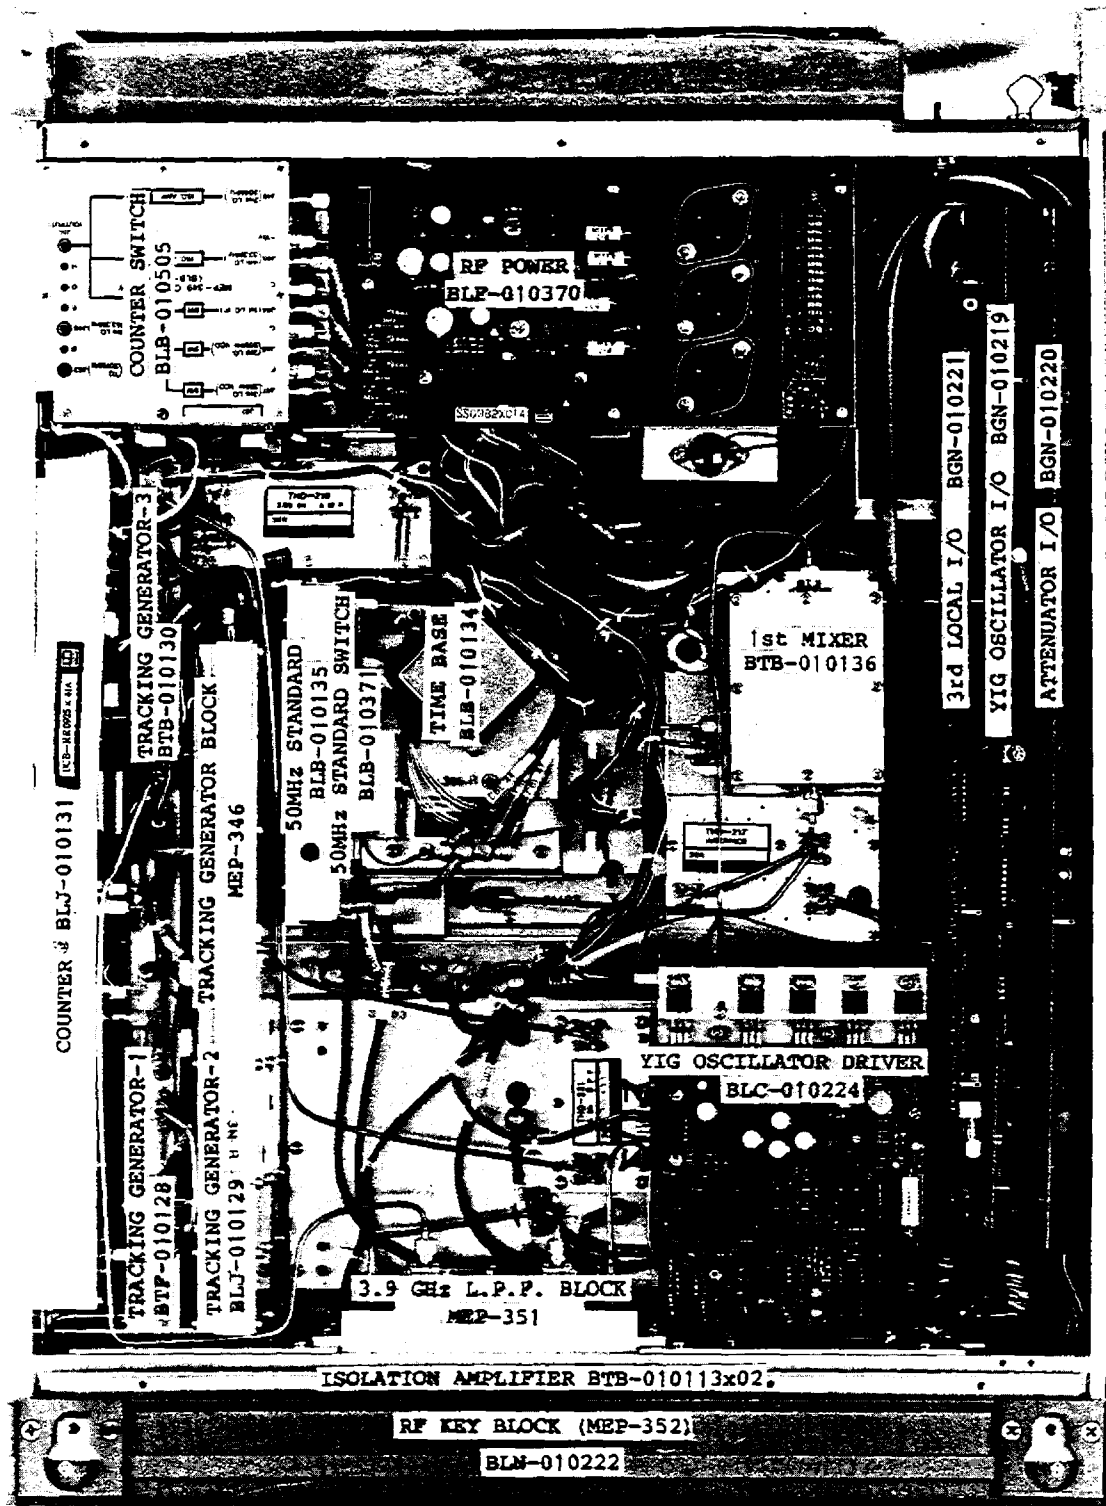 COUNTER SWITCH
BLB-010505
RF POWER
BLF-010370
SS0982X014
3rd LOCAL I/O BGN-010221
YIG OSCILLATOR I/O BGN-010219
ATTENUATOR I/O BGN-010220
TRACKING GENERATOR-3
BTB-010130
TRACKING GENERATOR BLOCK
MEP-346
50MHz STANDARD
BLB-010135
50MHz STANDARD SWITCH
BLB-010371
TIME BASE
BLB-010134
1st MIXER
BTB-010136
COUNTER BLJ-010131
TRACKING GENERATOR-1
BTF-010128
TRACKING GENERATOR-2
BLJ-010129
YIG OSCILLATOR DRIVER
BLC-010224
3.9 GHz L.P.F. BLOCK
MEP-351
ISOLATION AMPLIFIER BTB-010113x02
RF KEY BLOCK (MEP-352)
BLN-010222